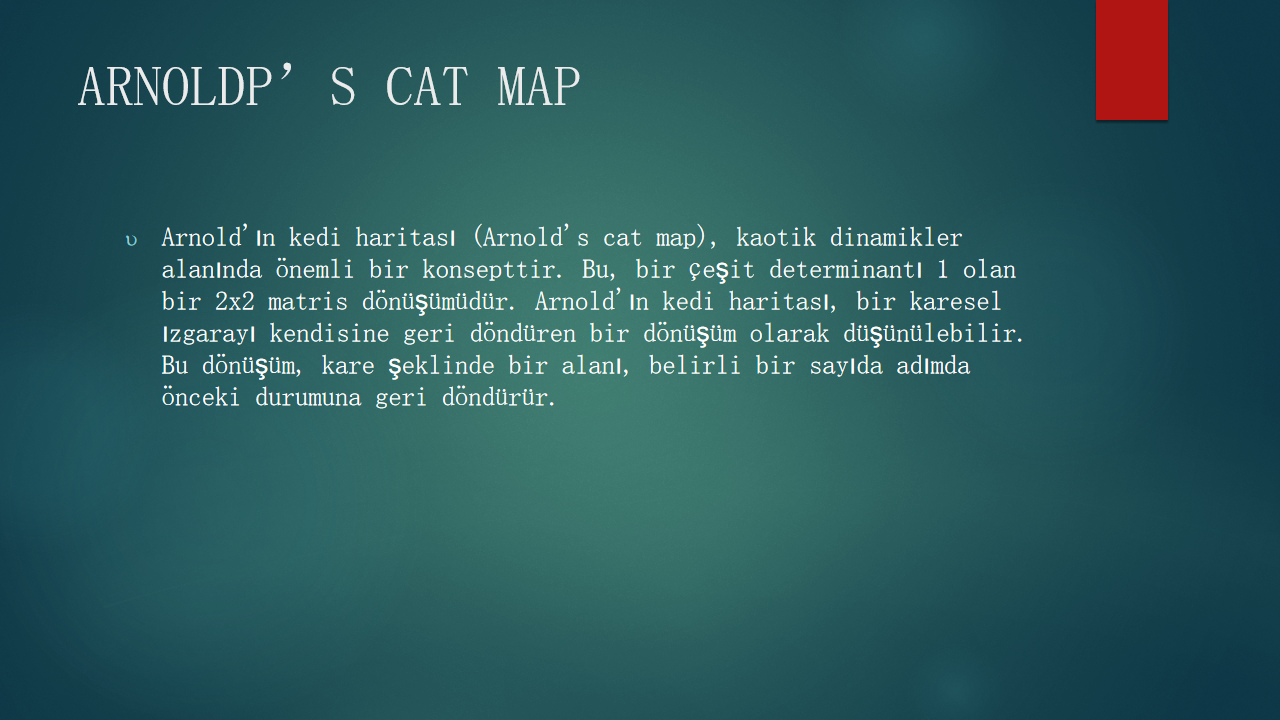 ARNOLDP’S CAT MAP
Arnold’ın kedi haritası (Arnold’s cat map), kaotik dinamikler
alanında önemli bir konsepttir. Bu, bir çeşit determinantı 1 olan
bir 2x2 matris dönüşümüdür. Arnold’ın kedi haritası, bir karesel
ızgarayı kendisine geri döndüren bir dönüşüm olarak düşünülebilir.
Bu dönüşüm, kare şeklinde bir alanı, belirli bir sayıda adımda
önceki durumuna geri döndürür.